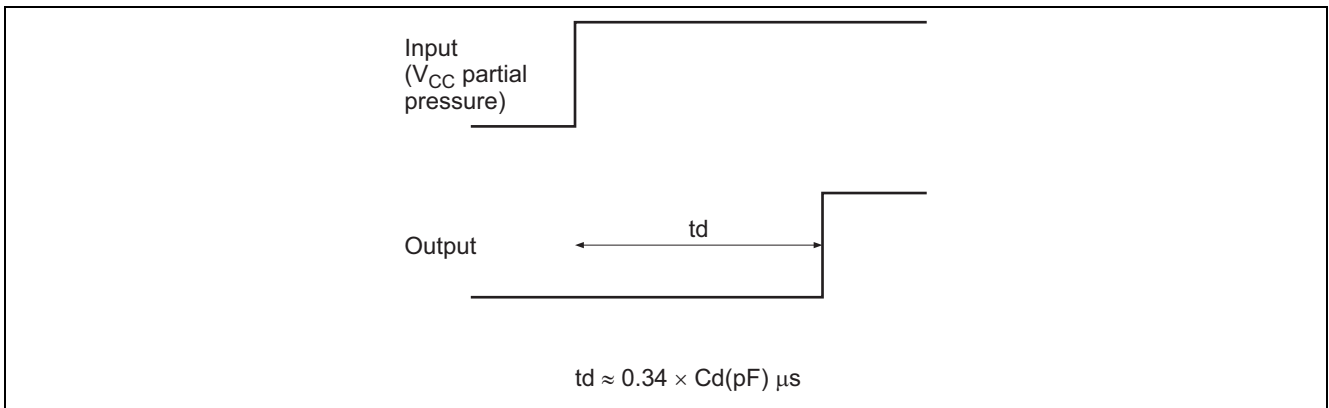 Input
(VCC partial
pressure)
td
Output
td ≈ 0.34 × Cd(pF) μs